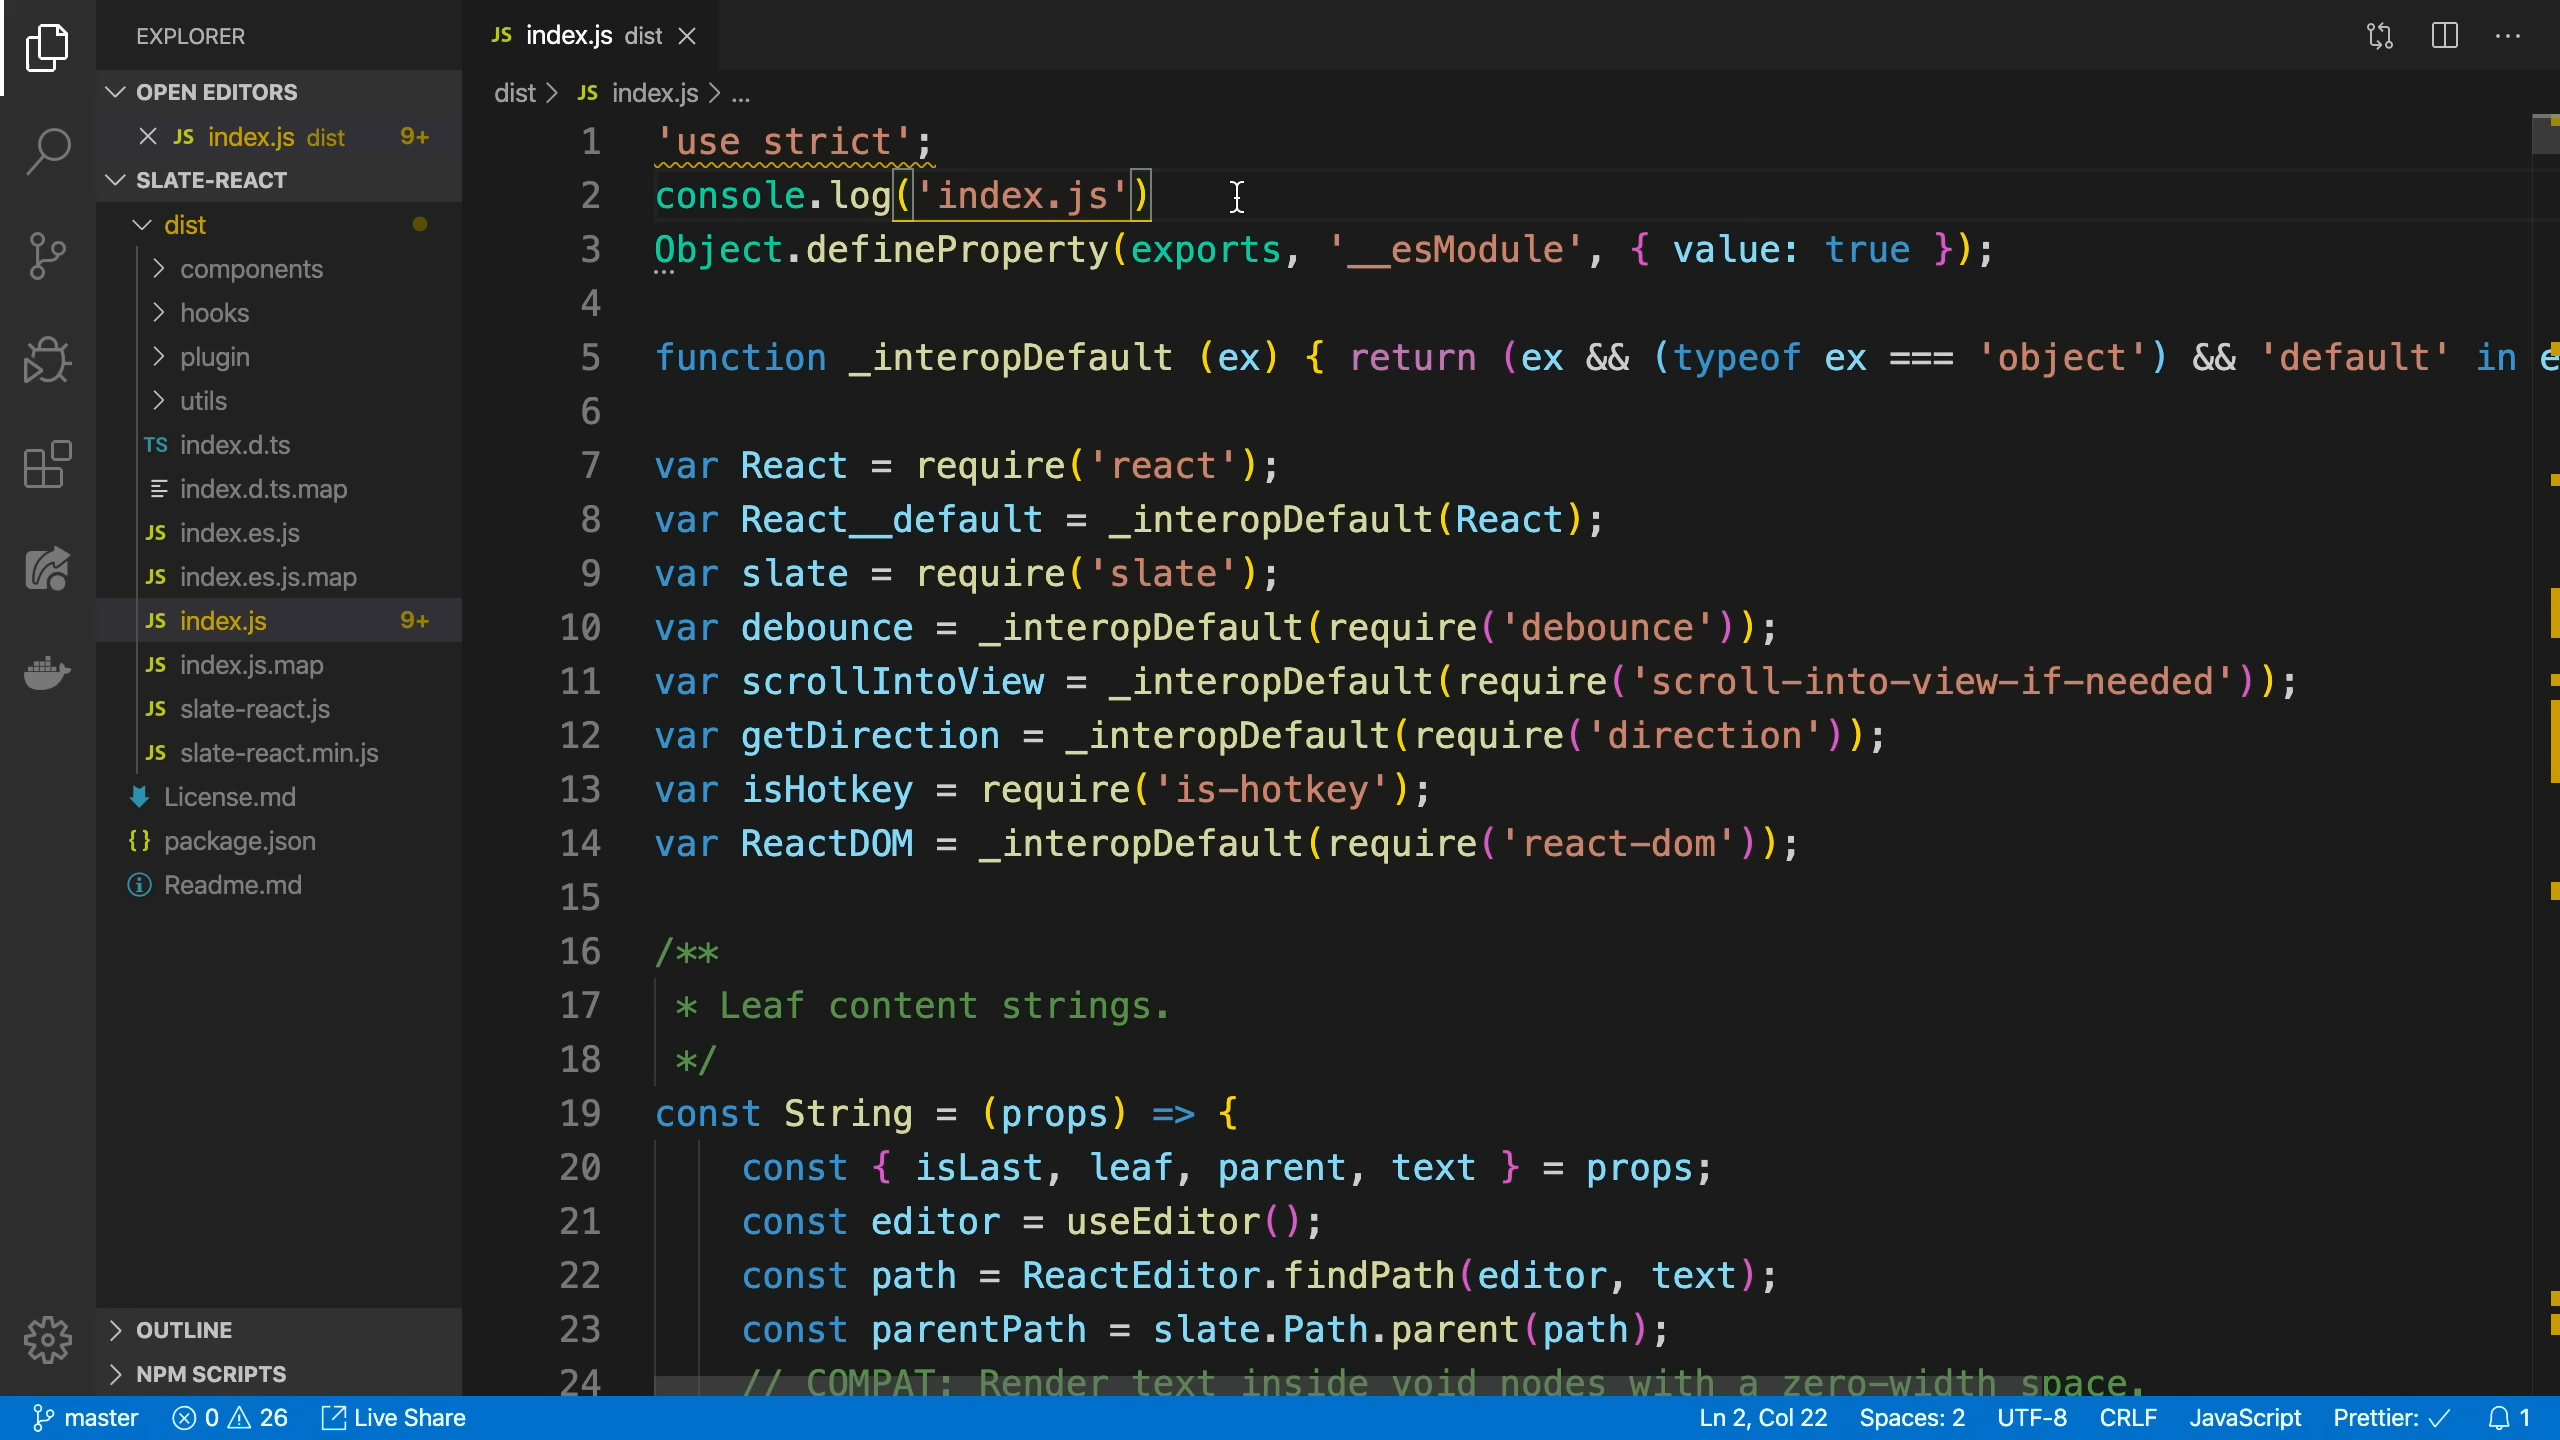 EXPLORER
OPEN EDITORS
JS index.js dist 9+
SLATE-REACT
dist
components
hooks
plugin
utils
TS index.d.ts
index.d.ts.map
JS index.es.js
JS index.es.js.map
JS index.js 9+
JS index.js.map
JS slate-react.js
JS slate-react.min.js
License.md
{} package.json
Readme.md
OUTLINE
NPM SCRIPTS
JS index.js dist
dist > JS index.js > ...
1 'use strict';
2 console.log('index.js')
3 Object.defineProperty(exports, '__esModule', { value: true });
4
5 function _interopDefault (ex) { return (ex && (typeof ex === 'object') && 'default' in e
6
7 var React = require('react');
8 var React__default = _interopDefault(React);
9 var slate = require('slate');
10 var debounce = _interopDefault(require('debounce'));
11 var scrollIntoView = _interopDefault(require('scroll-into-view-if-needed'));
12 var getDirection = _interopDefault(require('direction'));
13 var isHotkey = require('is-hotkey');
14 var ReactDOM = _interopDefault(require('react-dom'));
15
16 /**
17 * Leaf content strings.
18 */
19 const String = (props) => {
20 const { isLast, leaf, parent, text } = props;
21 const editor = useEditor();
22 const path = ReactEditor.findPath(editor, text);
23 const parentPath = slate.Path.parent(path);
24 // COMPAT: Render text inside void nodes with a zero-width space.
master 0 26 Live Share Ln 2, Col 22 Spaces: 2 UTF-8 CRLF JavaScript Prettier: ✓ 1